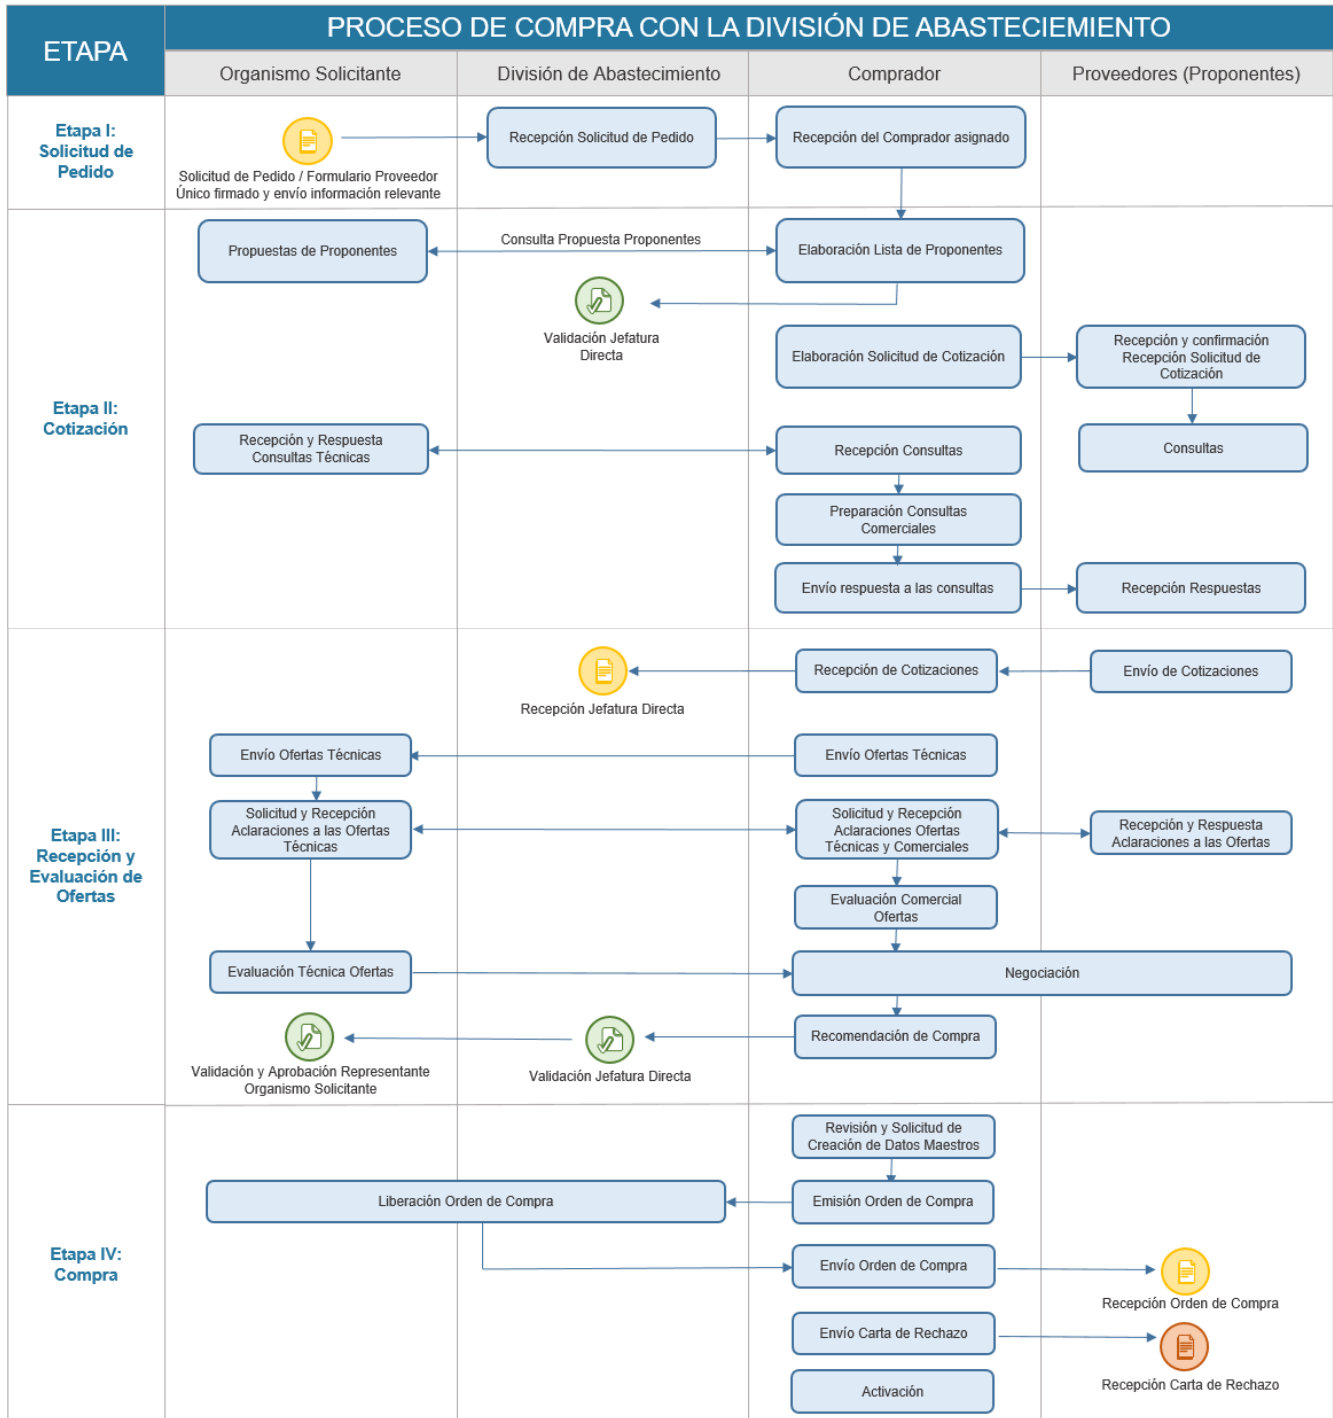 ETAPA
PROCESO DE COMPRA CON LA DIVISIÓN DE ABASTECIEMIENTO
Organismo Solicitante
División de Abastecimiento
Comprador
Proveedores (Proponentes)
Etapa I:
Solicitud de
Pedido
Solicitud de Pedido / Formulario Proveedor
Único firmado y envío información relevante
Recepción Solicitud de Pedido
Recepción del Comprador asignado
Etapa II:
Cotización
Propuestas de Proponentes
Consulta Propuesta Proponentes
Elaboración Lista de Proponentes
Validación Jefatura
Directa
Elaboración Solicitud de Cotización
Recepción y confirmación
Recepción Solicitud de
Cotización
Recepción y Respuesta
Consultas Técnicas
Recepción Consultas
Consultas
Preparación Consultas
Comerciales
Envío respuesta a las consultas
Recepción Respuestas
Etapa III:
Recepción y
Evaluación de
Ofertas
Recepción Jefatura Directa
Recepción de Cotizaciones
Envío de Cotizaciones
Envío Ofertas Técnicas
Envío Ofertas Técnicas
Solicitud y Recepción
Aclaraciones a las Ofertas
Técnicas
Solicitud y Recepción
Aclaraciones Ofertas
Técnicas y Comerciales
Recepción y Respuesta
Aclaraciones a las Ofertas
Evaluación Comercial
Ofertas
Evaluación Técnica Ofertas
Negociación
Validación y Aprobación Representante
Organismo Solicitante
Validación Jefatura Directa
Recomendación de Compra
Etapa IV:
Compra
Revisión y Solicitud de
Creación de Datos Maestros
Liberación Orden de Compra
Emisión Orden de Compra
Envío Orden de Compra
Recepción Orden de Compra
Envío Carta de Rechazo
Recepción Carta de Rechazo
Activación